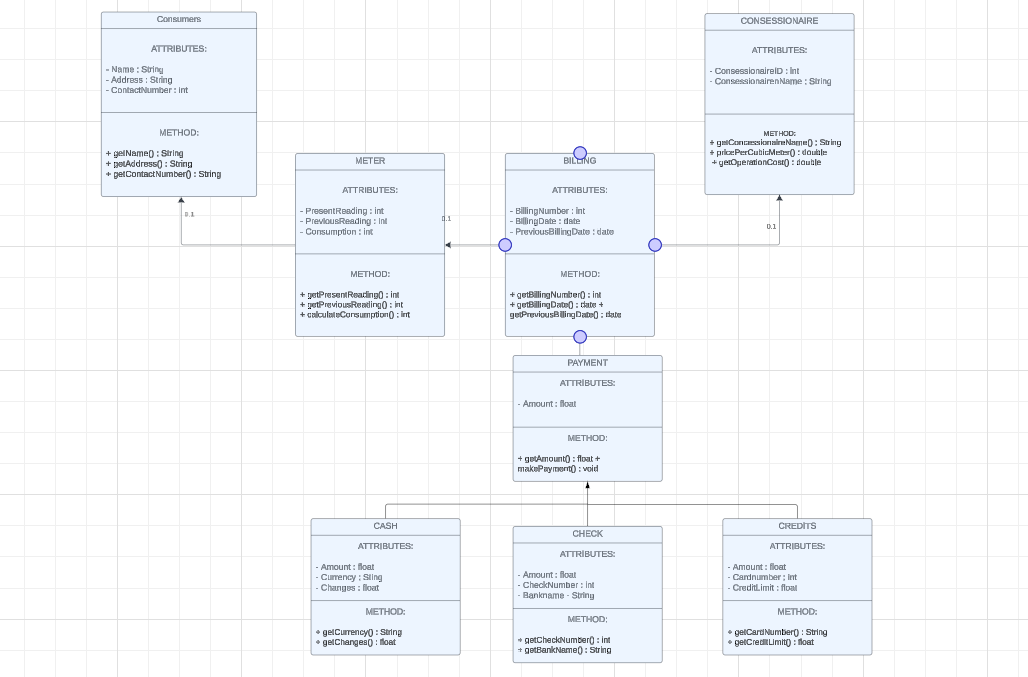 Consumers
ATTRIBUTES:
- Name : String
- Address : String
- ContactNumber : int
METHOD:
+ getName() : String
+ getAddress() : String
+ getContactNumber() : String
0.1
CONSESSIONAIRE
ATTRIBUTES:
- ConsessionaireID : int
- ConsessionairenName : String
METHOD:
+ getConcessionaireName() : String
+ pricePerCubicMeter() : double
+ getOperationCost() : double
0.1
METER
ATTRIBUTES:
- PresentReading : int
- PreviousReading : int
- Consumption : int
METHOD:
+ getPresentReading() : int
+ getPreviousReading() : int
+ calculateConsumption() : int
0.1
BILLING
ATTRIBUTES:
- BillingNumber : int
- BillingDate : date
- PreviousBillingDate : date
METHOD:
+ getBillingNumber() : int
+ getBillingDate() : date +
getPreviousBillingDate() : date
PAYMENT
ATTRIBUTES:
- Amount : float
METHOD:
+ getAmount() : float +
makePayment() : void
CASH
ATTRIBUTES:
- Amount : float
- Currency : Sting
- Changes : float
METHOD:
+ getCurrency() : String
+ getChanges() : float
CHECK
ATTRIBUTES:
- Amount : float
- CheckNumber : int
- Bankname - String
METHOD:
+ getCheckNumber() : int
+ getBankName() : String
CREDITS
ATTRIBUTES:
- Amount : float
- Cardnumber : int
- CreditLimit : float
METHOD:
+ getCardNumber() : String
+ getCreditLimit() : float